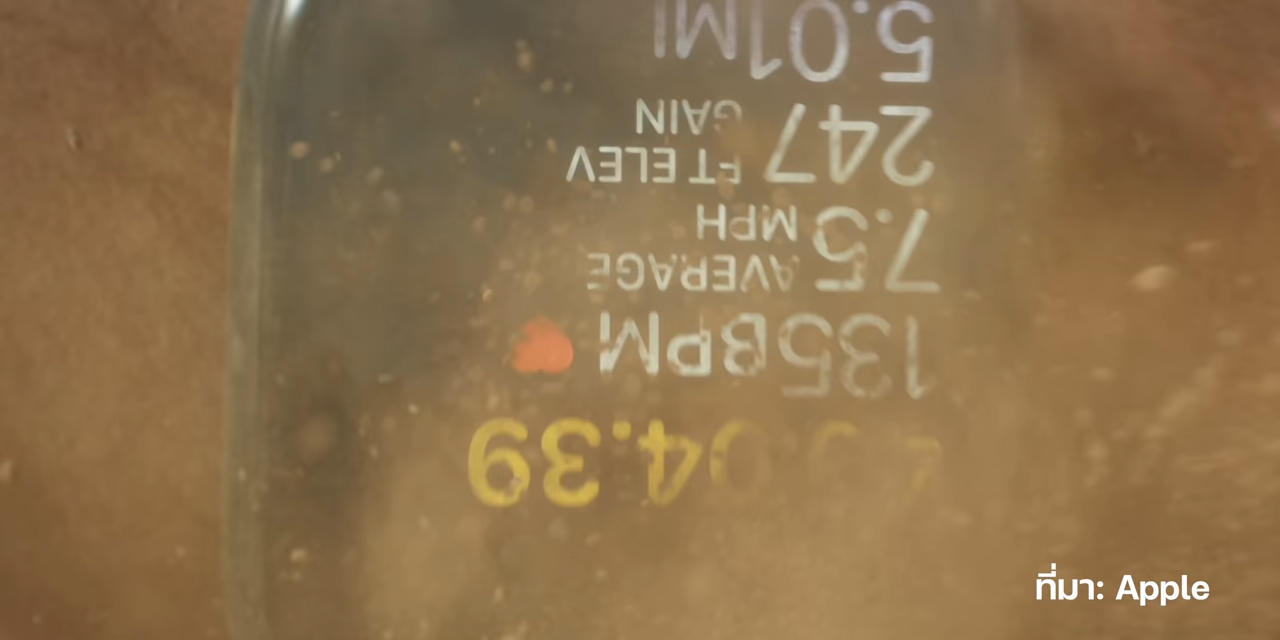 04.39
135BPM
7.5 AVERAGE
MPH
247 FT ELEV
GAIN
5.01MI
ที่มา: Apple